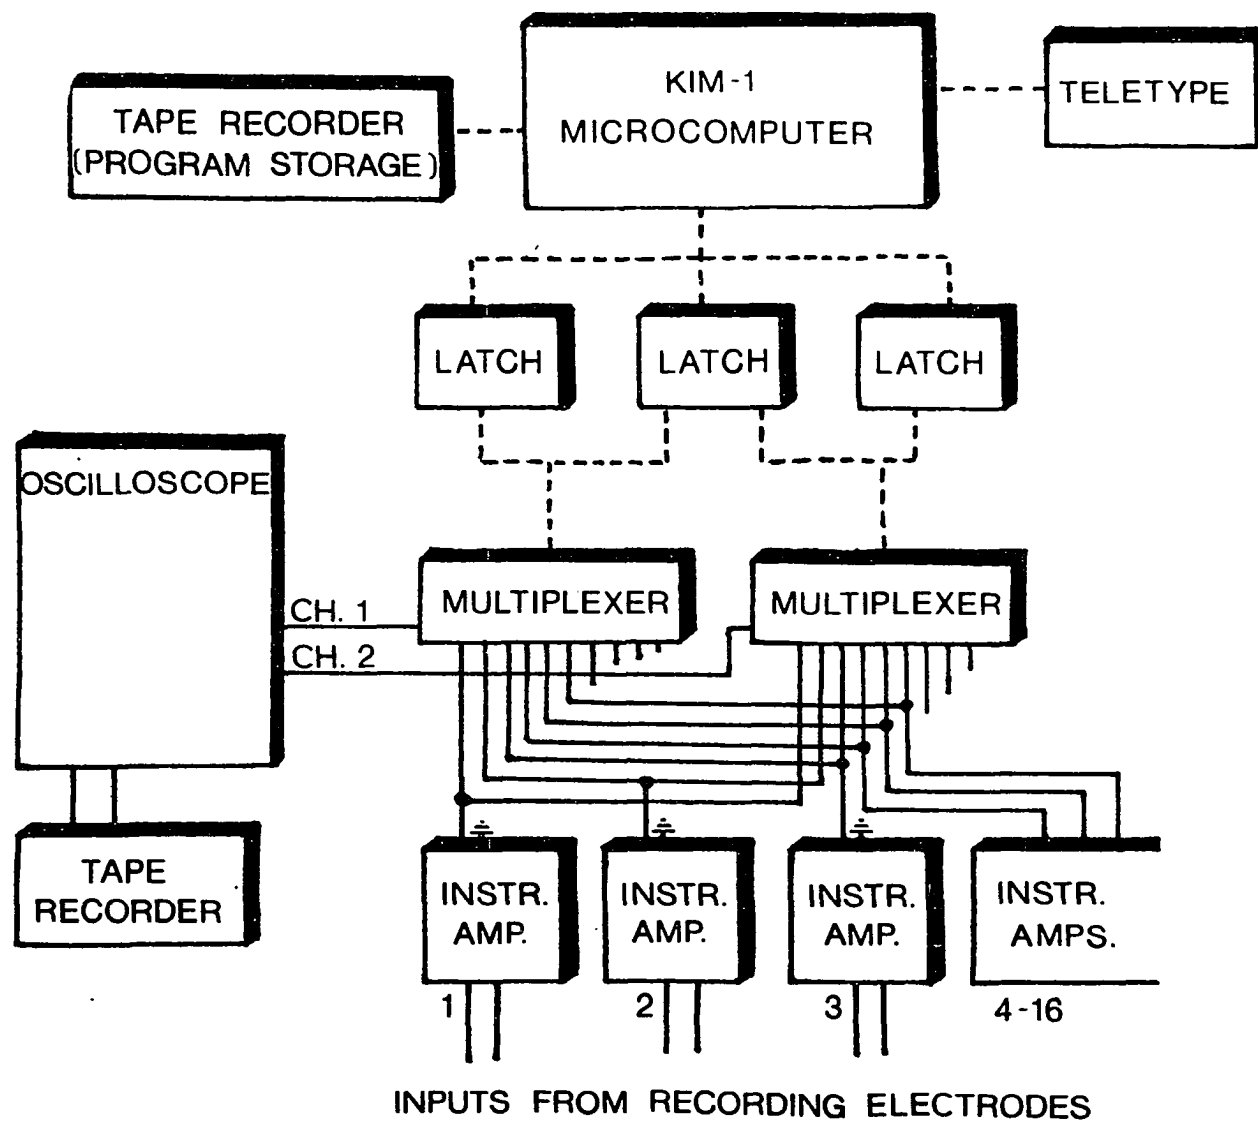 KIM-1
MICROCOMPUTER
TELETYPE
TAPE RECORDER
(PROGRAM STORAGE)
LATCH
LATCH
LATCH
OSCILLOSCOPE
MULTIPLEXER
MULTIPLEXER
CH. 1
CH. 2
TAPE
RECORDER
INSTR.
AMP.
INSTR.
AMP.
INSTR.
AMP.
INSTR.
AMPS.
1
2
3
4-16
INPUTS FROM RECORDING ELECTRODES